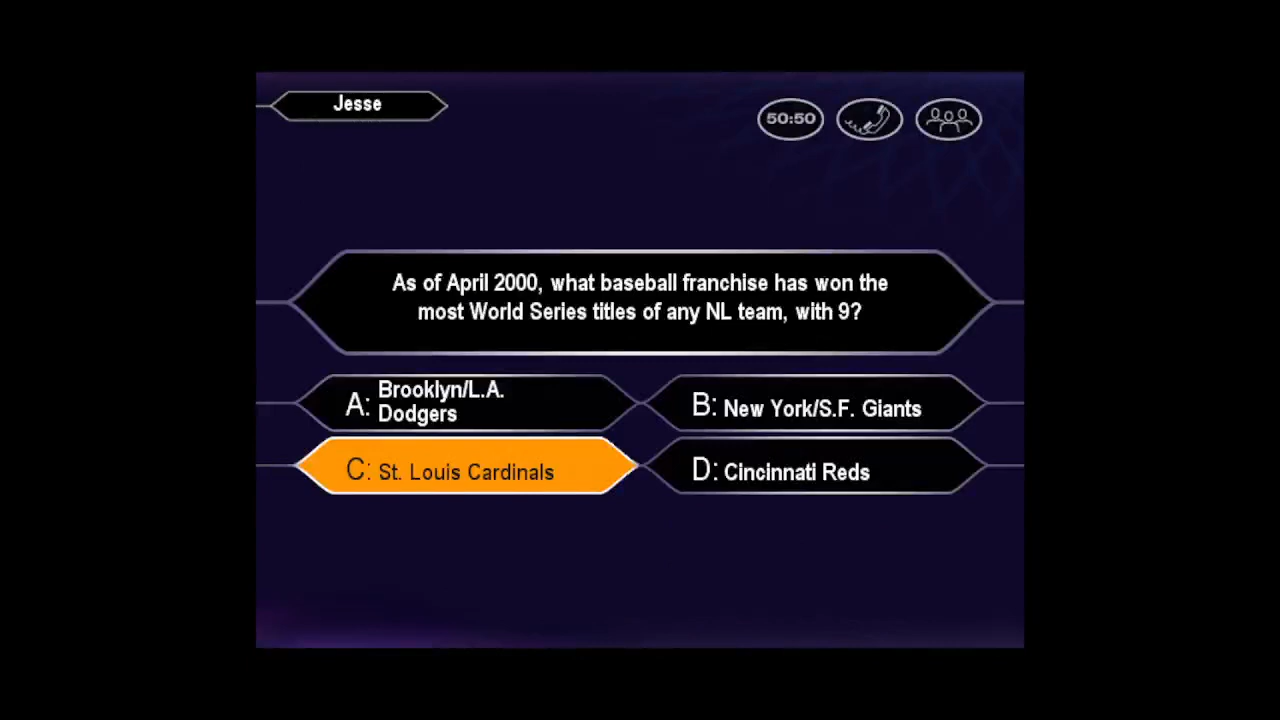 Jesse
50:50
As of April 2000, what baseball franchise has won the
most World Series titles of any NL team, with 9?
A: Brooklyn/L.A.
Dodgers
B: New York/S.F. Giants
C: St. Louis Cardinals
D: Cincinnati Reds